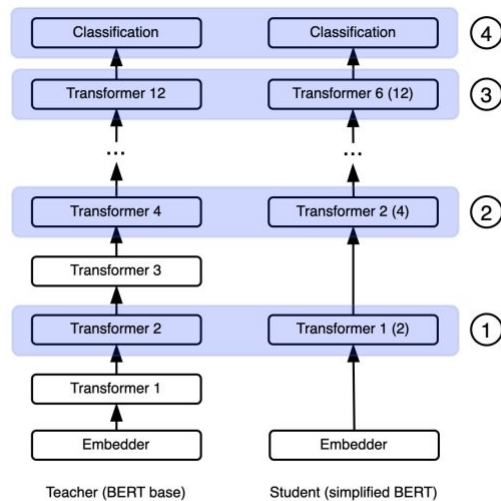 Classification Classification ④
Transformer 12 Transformer 6 (12) ③
... ...
Transformer 4 Transformer 2 (4) ②
Transformer 3
Transformer 2 Transformer 1 (2) ①
Transformer 1
Embedder Embedder
Teacher (BERT base) Student (simplified BERT)